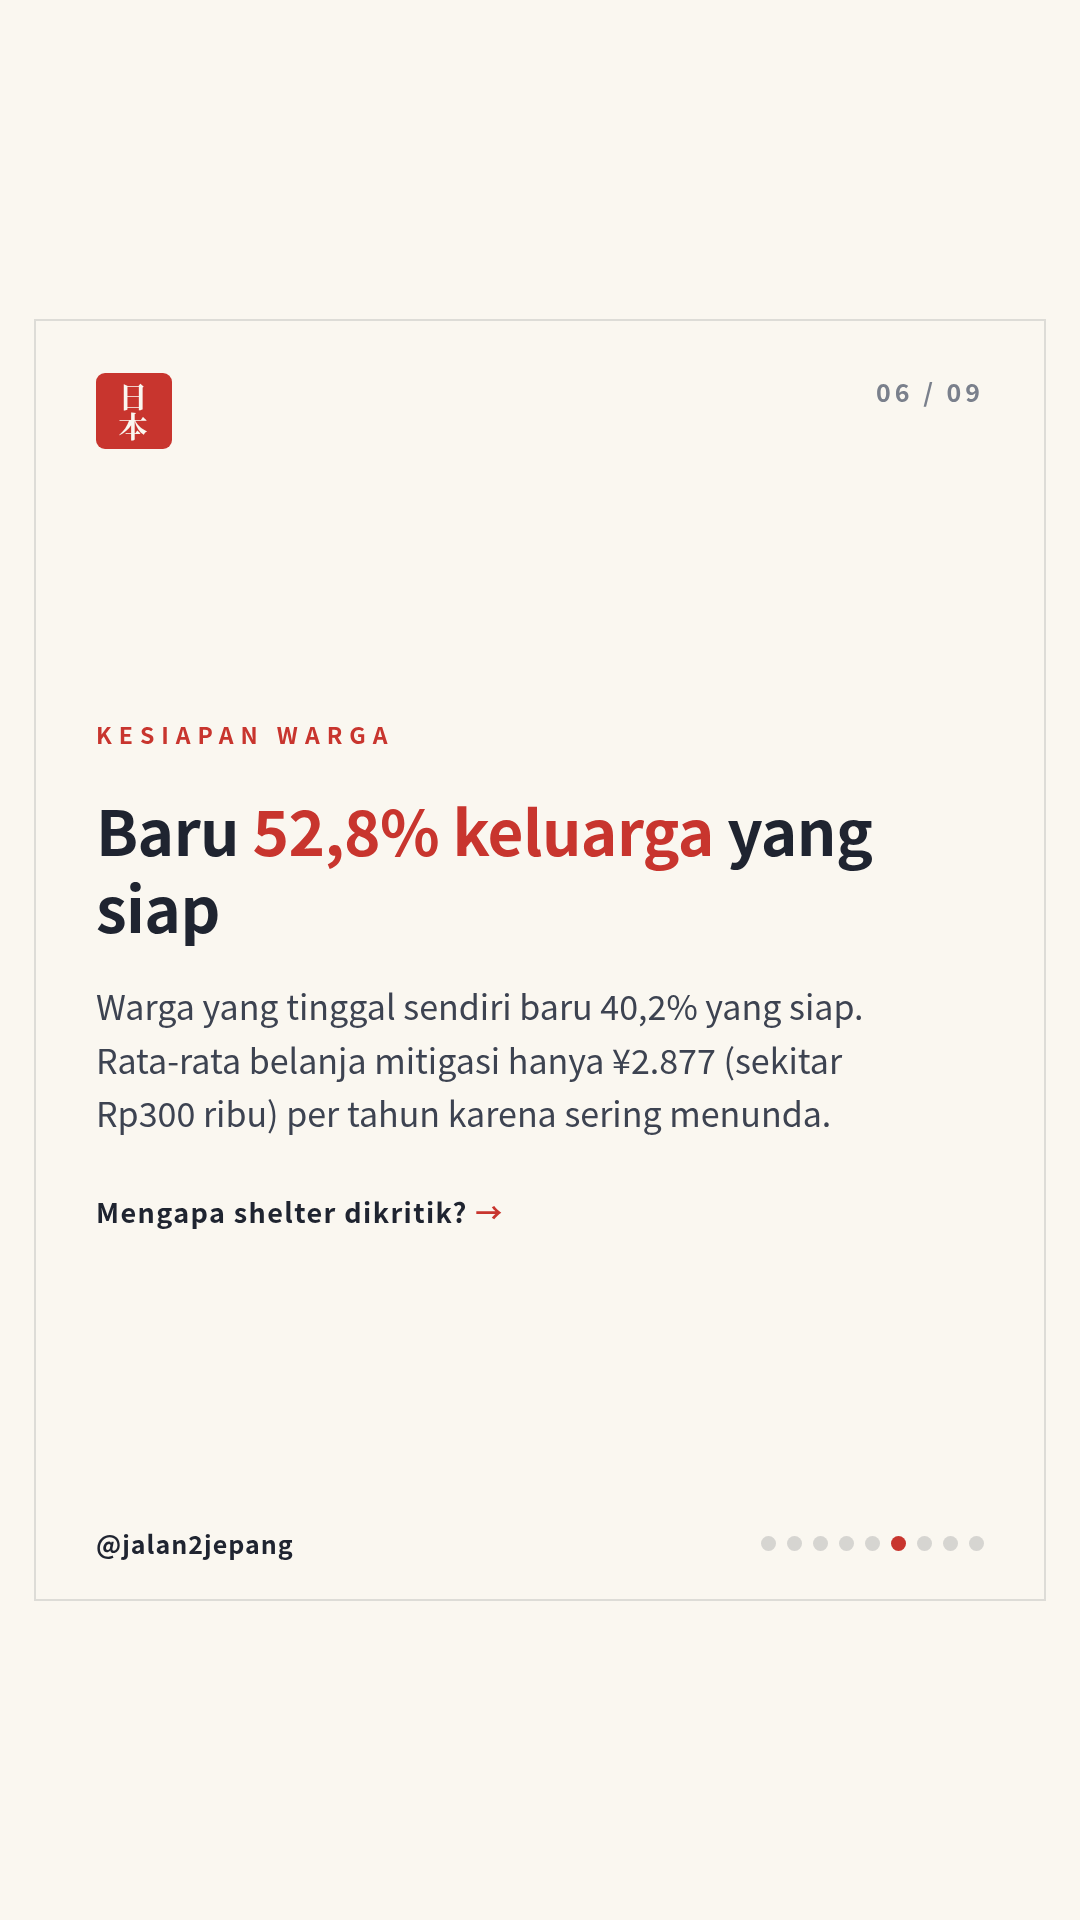 日
本
06 / 09
KESIAPAN WARGA
Baru 52,8% keluarga yang
siap
Warga yang tinggal sendiri baru 40,2% yang siap.
Rata-rata belanja mitigasi hanya ¥2.877 (sekitar
Rp300 ribu) per tahun karena sering menunda.
Mengapa shelter dikritik? →
@jalan2jepang